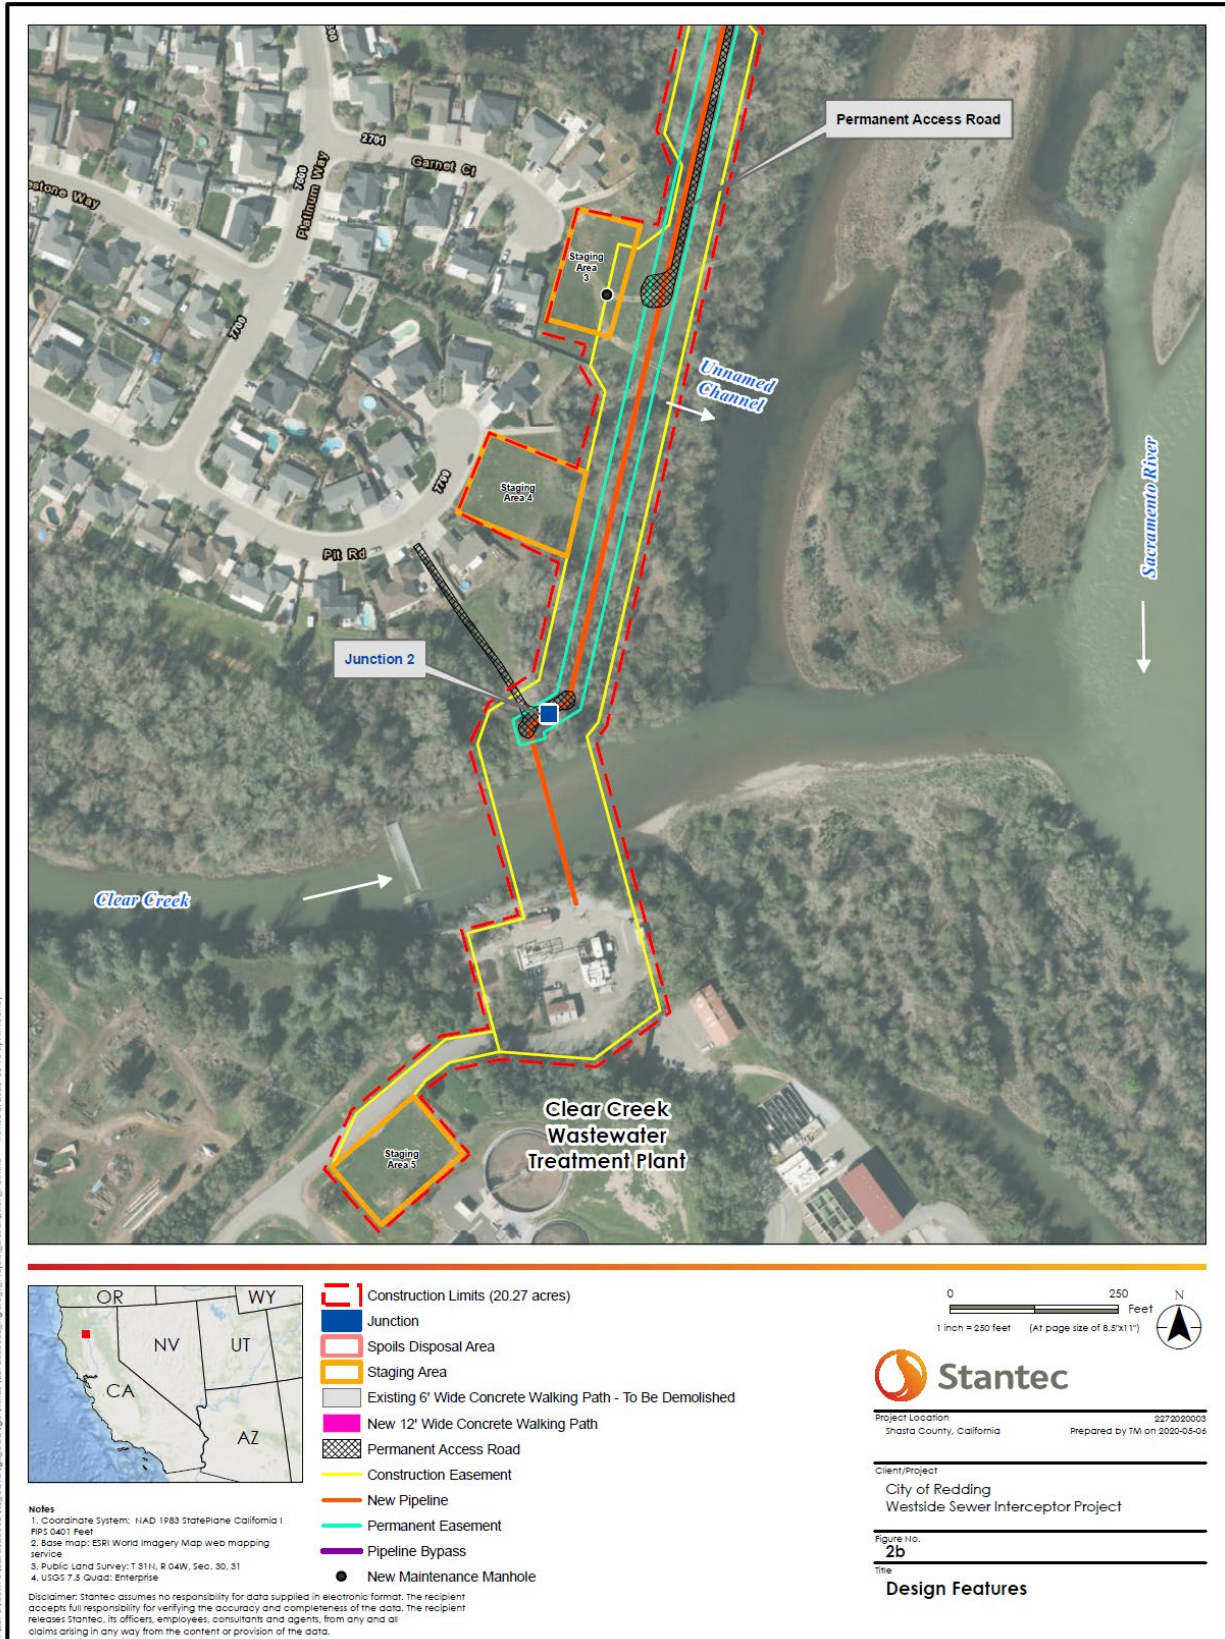 Permanent Access Road
2791
Garnet Ct
7600
Platinum Way
estone Way
Staging
Area
3
7700
Unnamed
Channel
Staging
Area 4
7790
Sacramento River
Pit Rd
Junction 2
Clear Creek
Clear Creek
Wastewater
Treatment Plant
Staging
Area 5
OR
WY
NV
UT
CA
AZ
Construction Limits (20.27 acres)
Junction
Spoils Disposal Area
Staging Area
Existing 6' Wide Concrete Walking Path - To Be Demolished
New 12' Wide Concrete Walking Path
Permanent Access Road
Construction Easement
New Pipeline
Permanent Easement
Pipeline Bypass
New Maintenance Manhole
0 250
Feet
N
1 inch = 250 feet (At page size of 8.5"x11")
Stantec
Project Location 2272020003
Shasta County, California Prepared by TM on 2020-05-06
Client/Project
City of Redding
Westside Sewer Interceptor Project
Figure No.
2b
Title
Design Features
Notes
1. Coordinate System: NAD 1983 StatePlane California I
FIPS 0401 Feet
2. Base map: ESRI World Imagery Map web mapping
service
3. Public Land Survey: T 31N, R 04W, Sec. 30, 31
4. USGS 7.5 Quad: Enterprise
Disclaimer: Stantec assumes no responsibility for data supplied in electronic format. The recipient
accepts full responsibility for verifying the accuracy and completeness of the data. The recipient
releases Stantec, its officers, employees, consultants and agents, from any and all
claims arising in any way from the content or provision of the data.